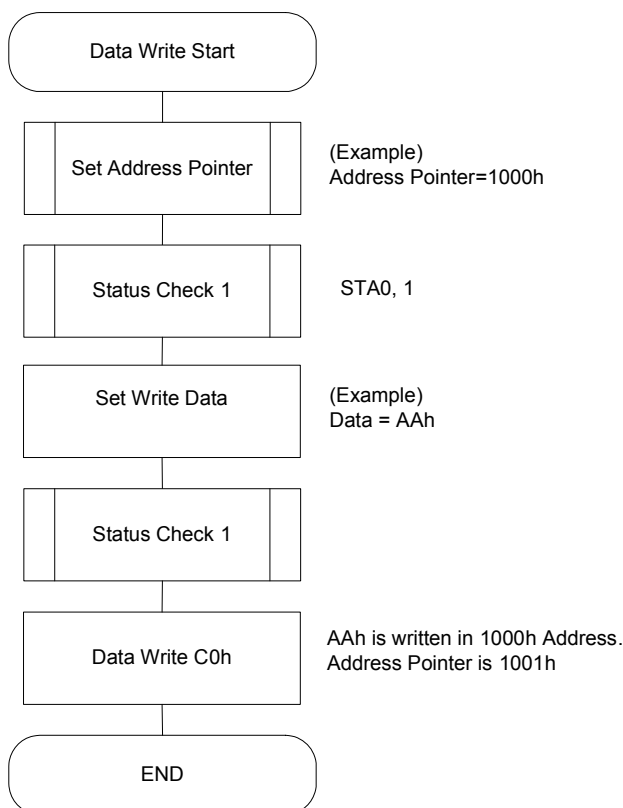 Data Write Start
Set Address Pointer
(Example)
Address Pointer=1000h
Status Check 1
STA0, 1
Set Write Data
(Example)
Data = AAh
Status Check 1
Data Write C0h
AAh is written in 1000h Address.
Address Pointer is 1001h
END